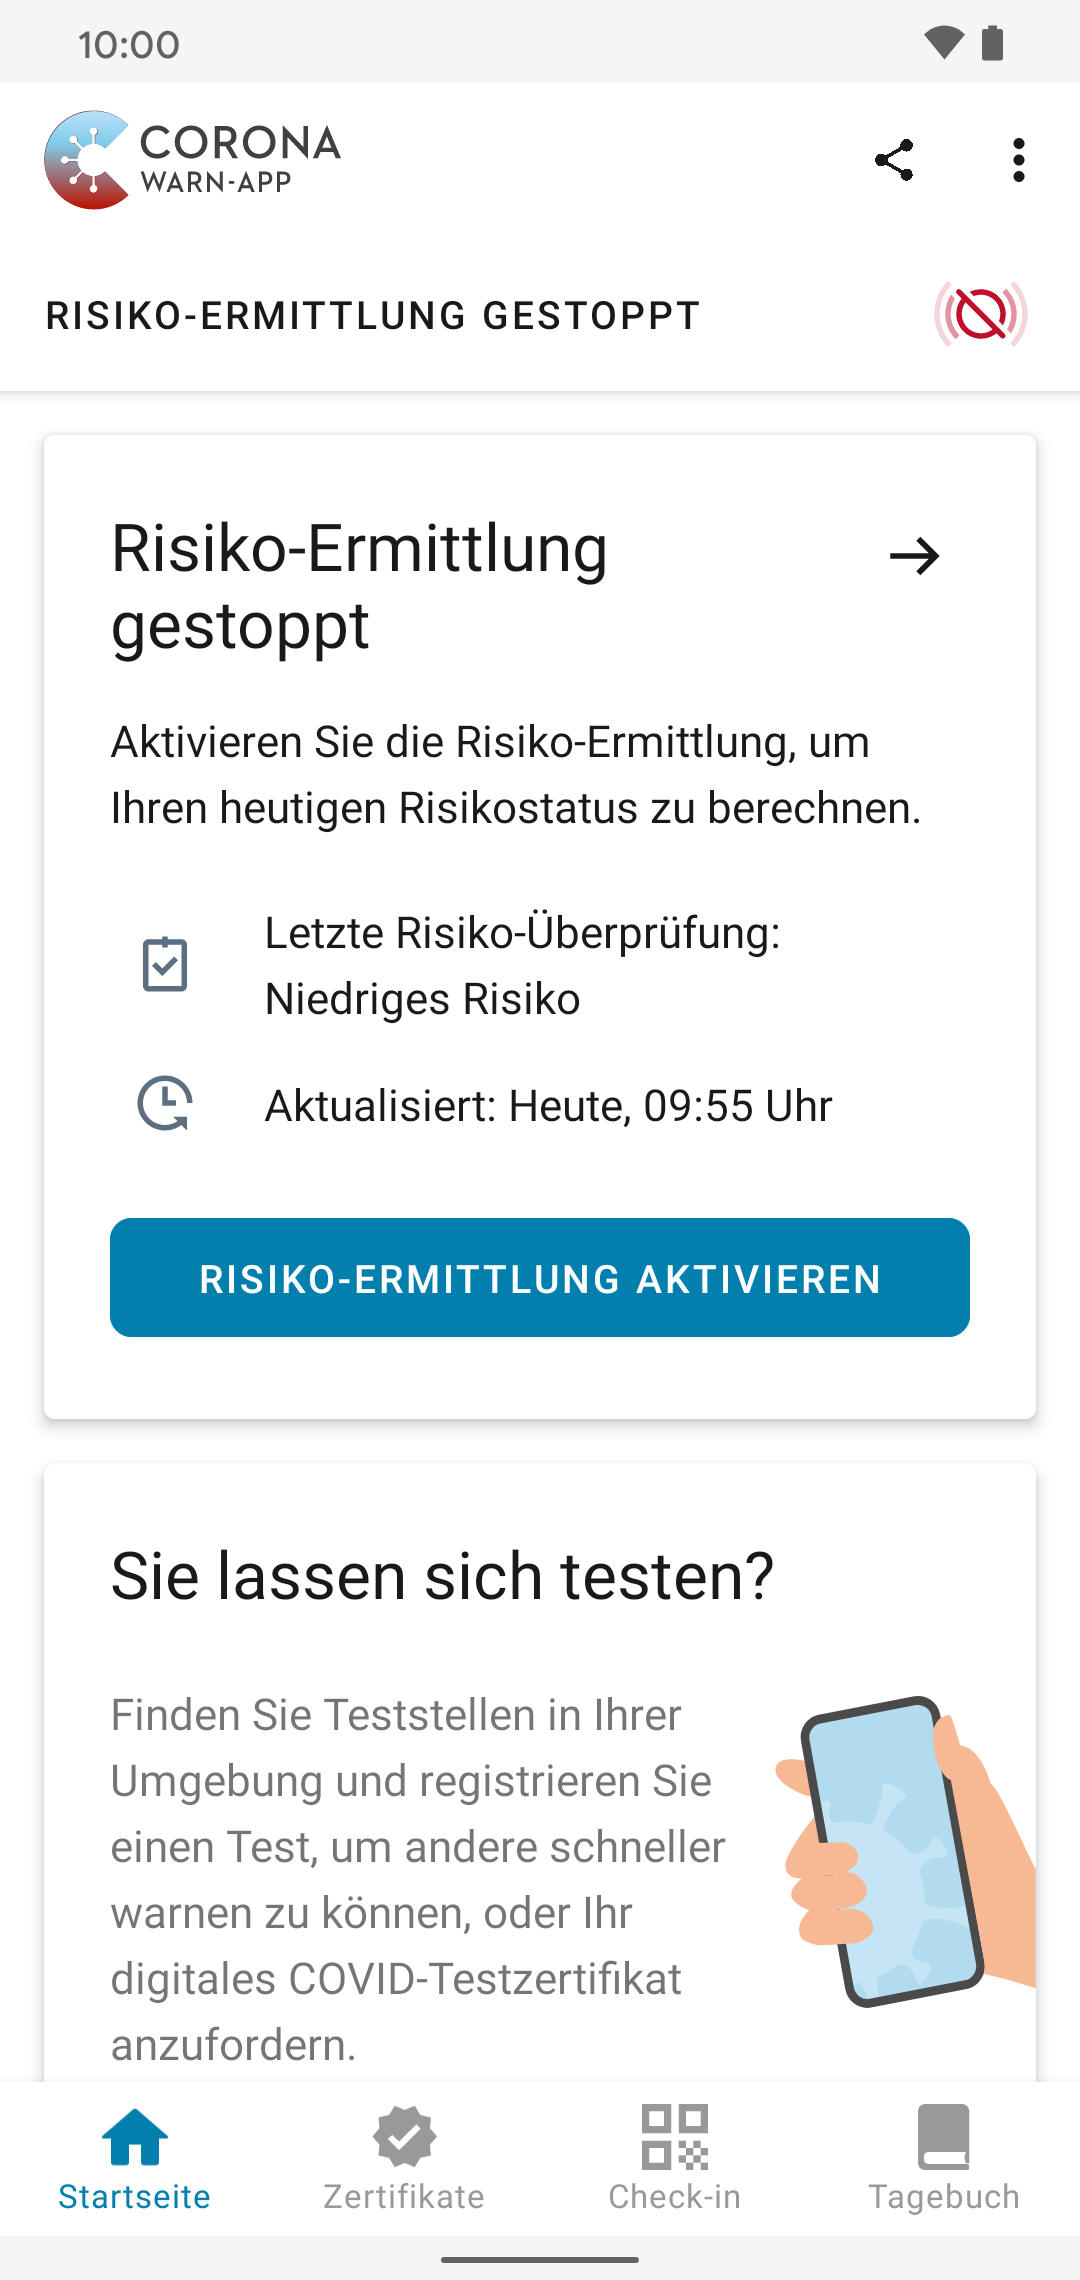 10:00
CORONA
WARN-APP
RISIKO-ERMITTLUNG GESTOPPT
Risiko-Ermittlung
gestoppt
Aktivieren Sie die Risiko-Ermittlung, um
Ihren heutigen Risikostatus zu berechnen.
Letzte Risiko-Überprüfung:
Niedriges Risiko
Aktualisiert: Heute, 09:55 Uhr
RISIKO-ERMITTLUNG AKTIVIEREN
Sie lassen sich testen?
Finden Sie Teststellen in Ihrer
Umgebung und registrieren Sie
einen Test, um andere schneller
warnen zu können, oder Ihr
digitales COVID-Testzertifikat
anzufordern.
Startseite
Zertifikate
Check-in
Tagebuch